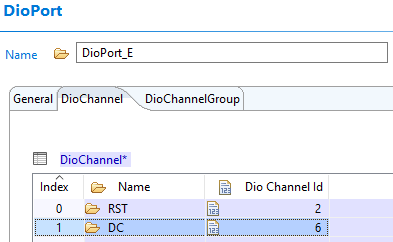 DioPort
Name DioPort_E
General DioChannel DioChannelGroup
DioChannel*
Index Name Dio Channel Id
0 RST 2
1 DC 6